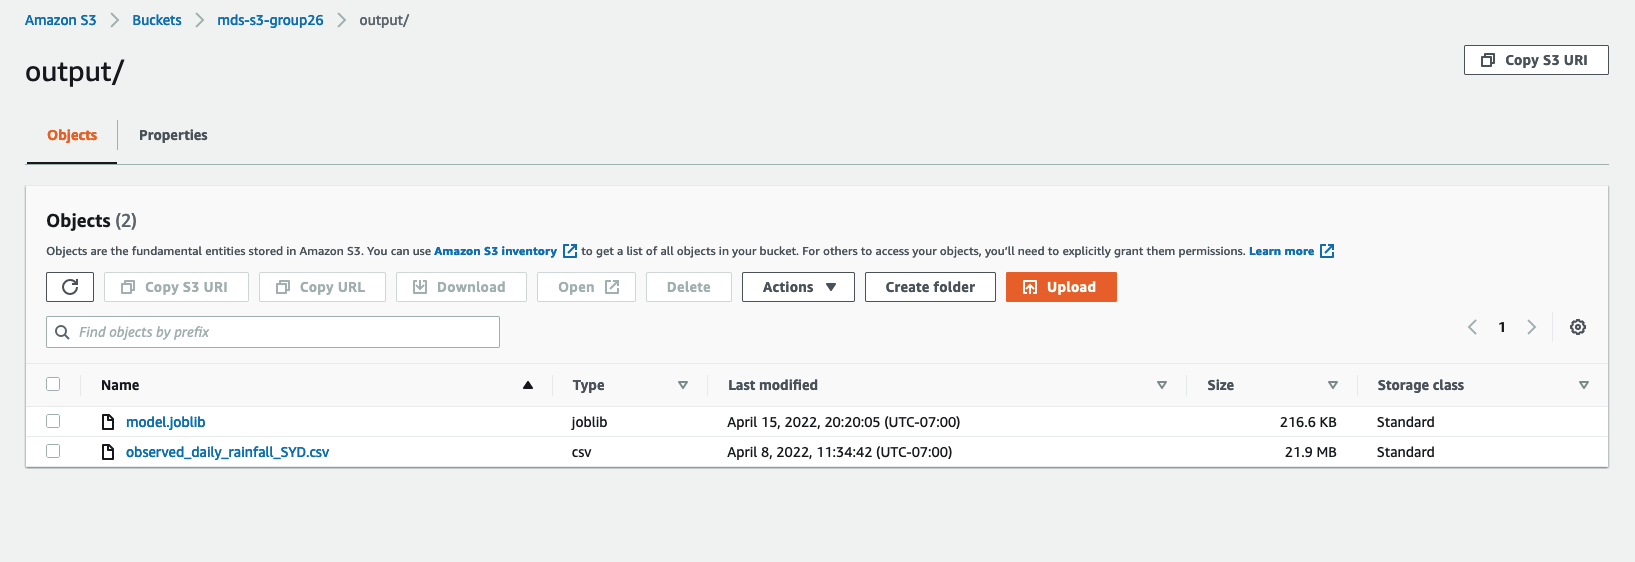 Amazon S3 > Buckets > mds-s3-group26 > output/
output/
Copy S3 URI
Objects Properties
Objects (2)
Objects are the fundamental entities stored in Amazon S3. You can use Amazon S3 inventory to get a list of all objects in your bucket. For others to access your objects, you'll need to explicitly grant them permissions. Learn more
Copy S3 URI Copy URL Download Open Delete Actions Create folder Upload
Find objects by prefix
1
Name Type Last modified Size Storage class
model.joblib joblib April 15, 2022, 20:20:05 (UTC-07:00) 216.6 KB Standard
observed_daily_rainfall_SYD.csv csv April 8, 2022, 11:34:42 (UTC-07:00) 21.9 MB Standard